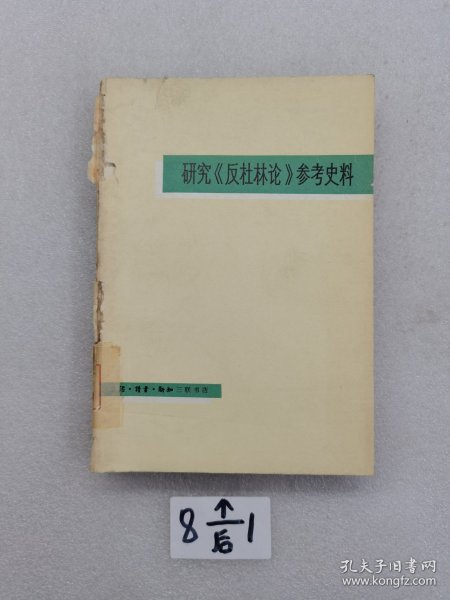 研究《反杜林论》参考史料
活·读书·新知三联书店
8 ↑ 1
后
孔夫子旧书网
www.kongfz.com